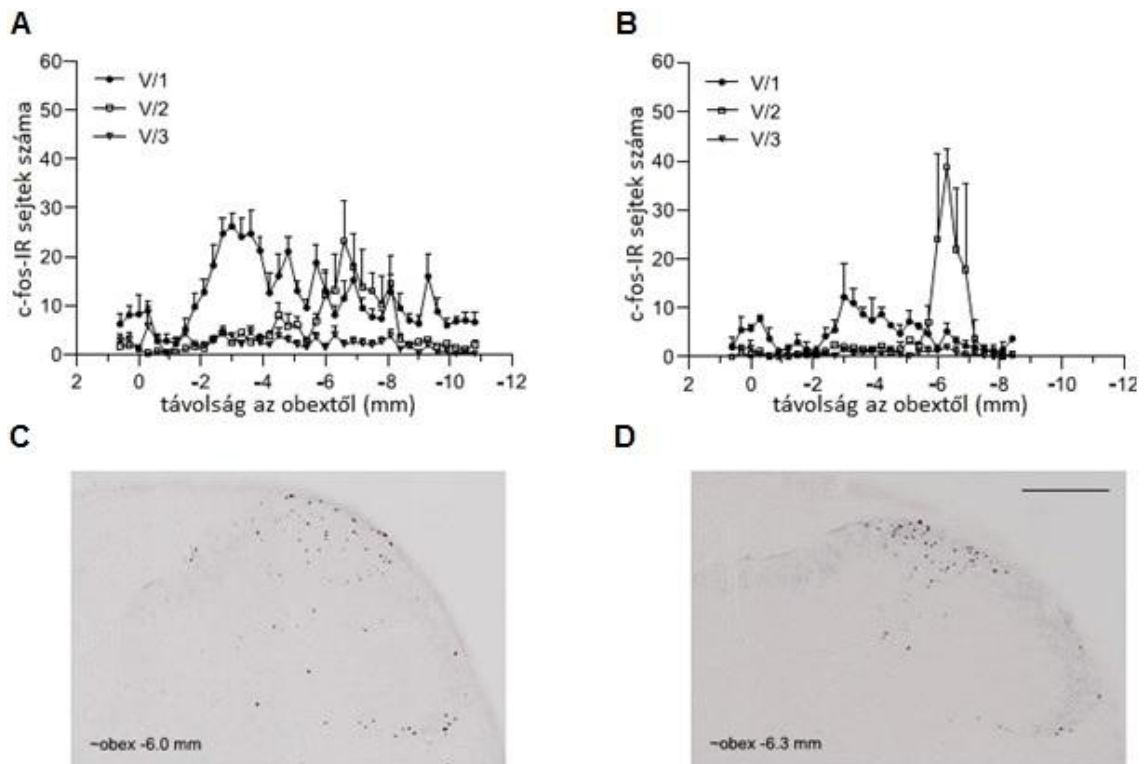 A
60
50
40
30
20
10
0
c-fos-IR sejtek száma
V/1
V/2
V/3
2 0 -2 -4 -6 -8 -10 -12
távolság az obextől (mm)
B
60
50
40
30
20
10
0
c-fos-IR sejtek száma
V/1
V/2
V/3
2 0 -2 -4 -6 -8 -10 -12
távolság az obextől (mm)
C
~obex -6.0 mm
D
~obex -6.3 mm